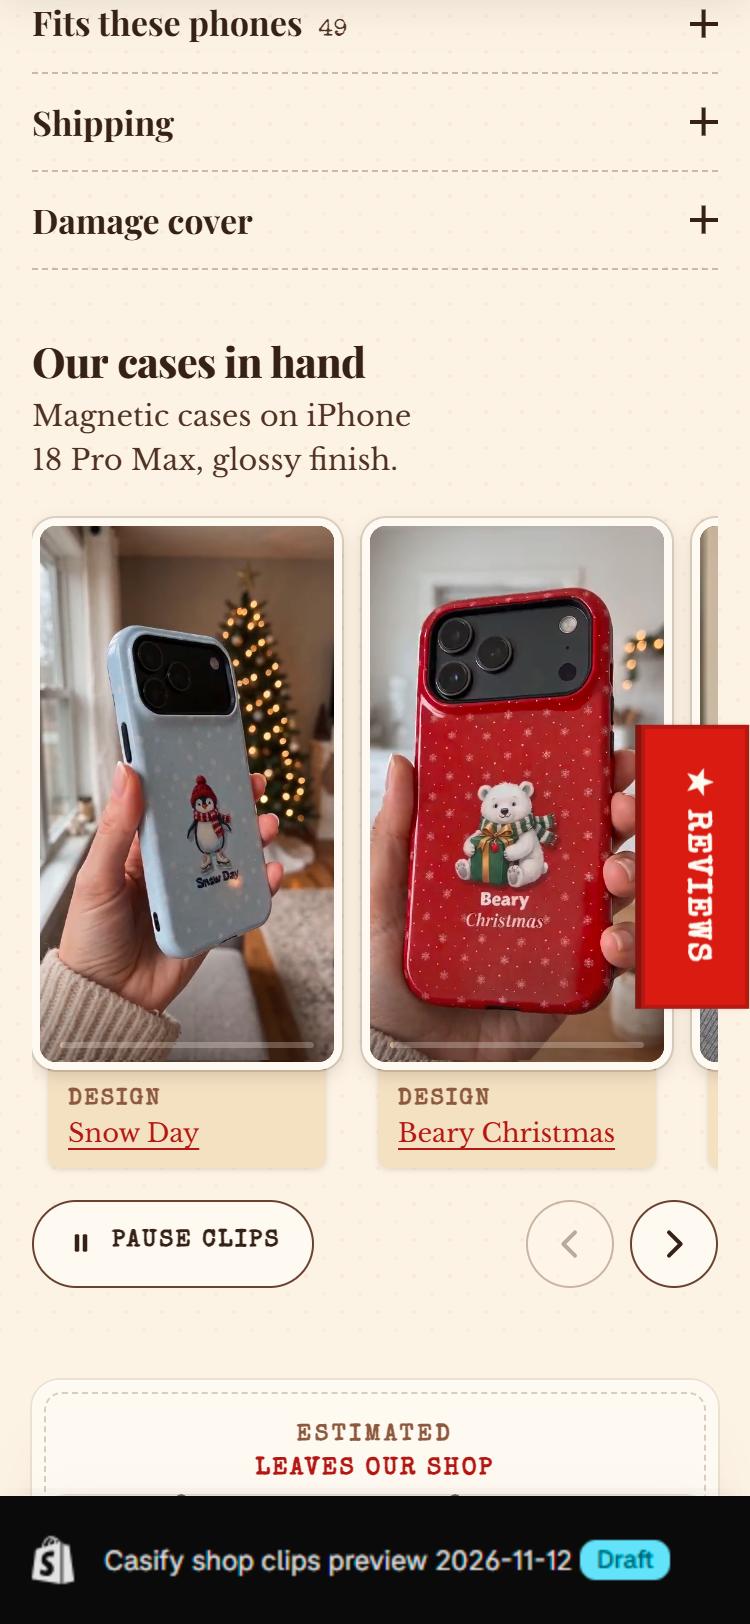 Fits these phones 49
Shipping
Damage cover
Our cases in hand
Magnetic cases on iPhone
18 Pro Max, glossy finish.
Snow Day
Beary
Christmas
★ REVIEWS
DESIGN
Snow Day
DESIGN
Beary Christmas
PAUSE CLIPS
ESTIMATED
LEAVES OUR SHOP
Casify shop clips preview 2026-11-12 Draft